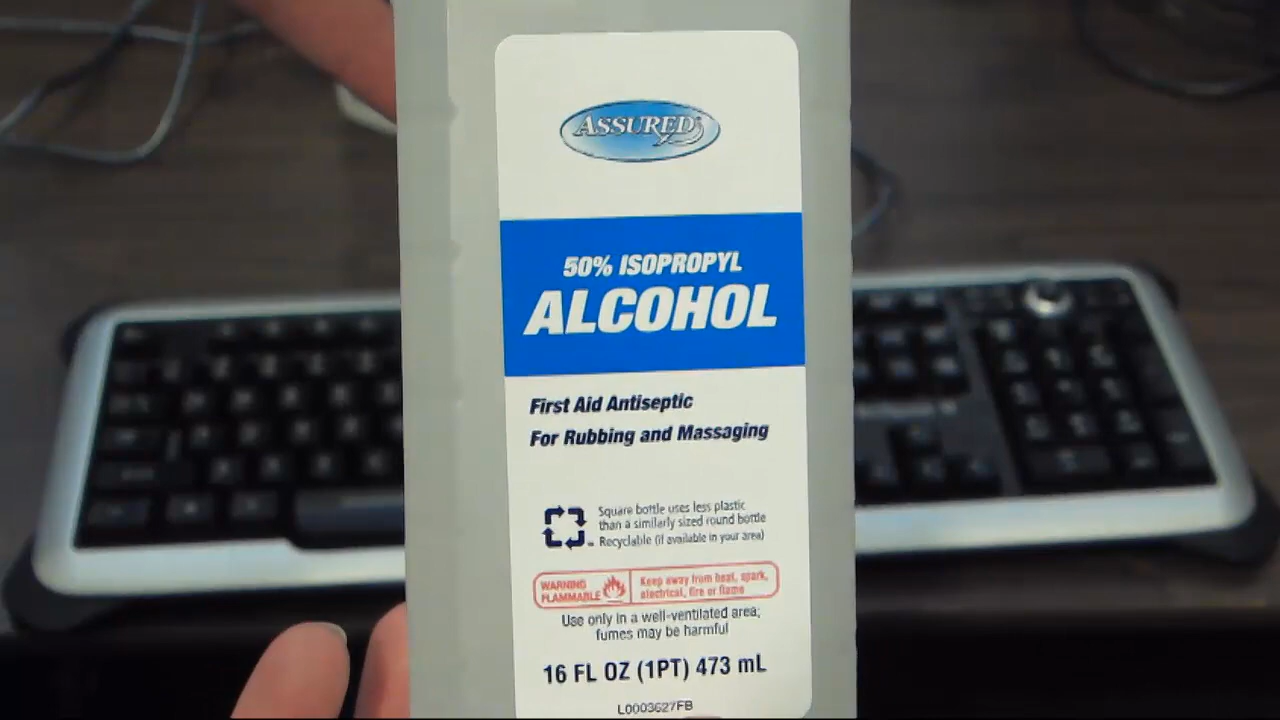 ASSURED
50% ISOPROPYL
ALCOHOL
First Aid Antiseptic
For Rubbing and Massaging
Square bottle uses less plastic
than a similarly sized round bottle
Recyclable (if available in your area)
WARNING
FLAMMABLE
Keep away from heat, spark,
electrical, fire or flame
Use only in a well-ventilated area;
fumes may be harmful
16 FL OZ (1PT) 473 mL
L0003627FB